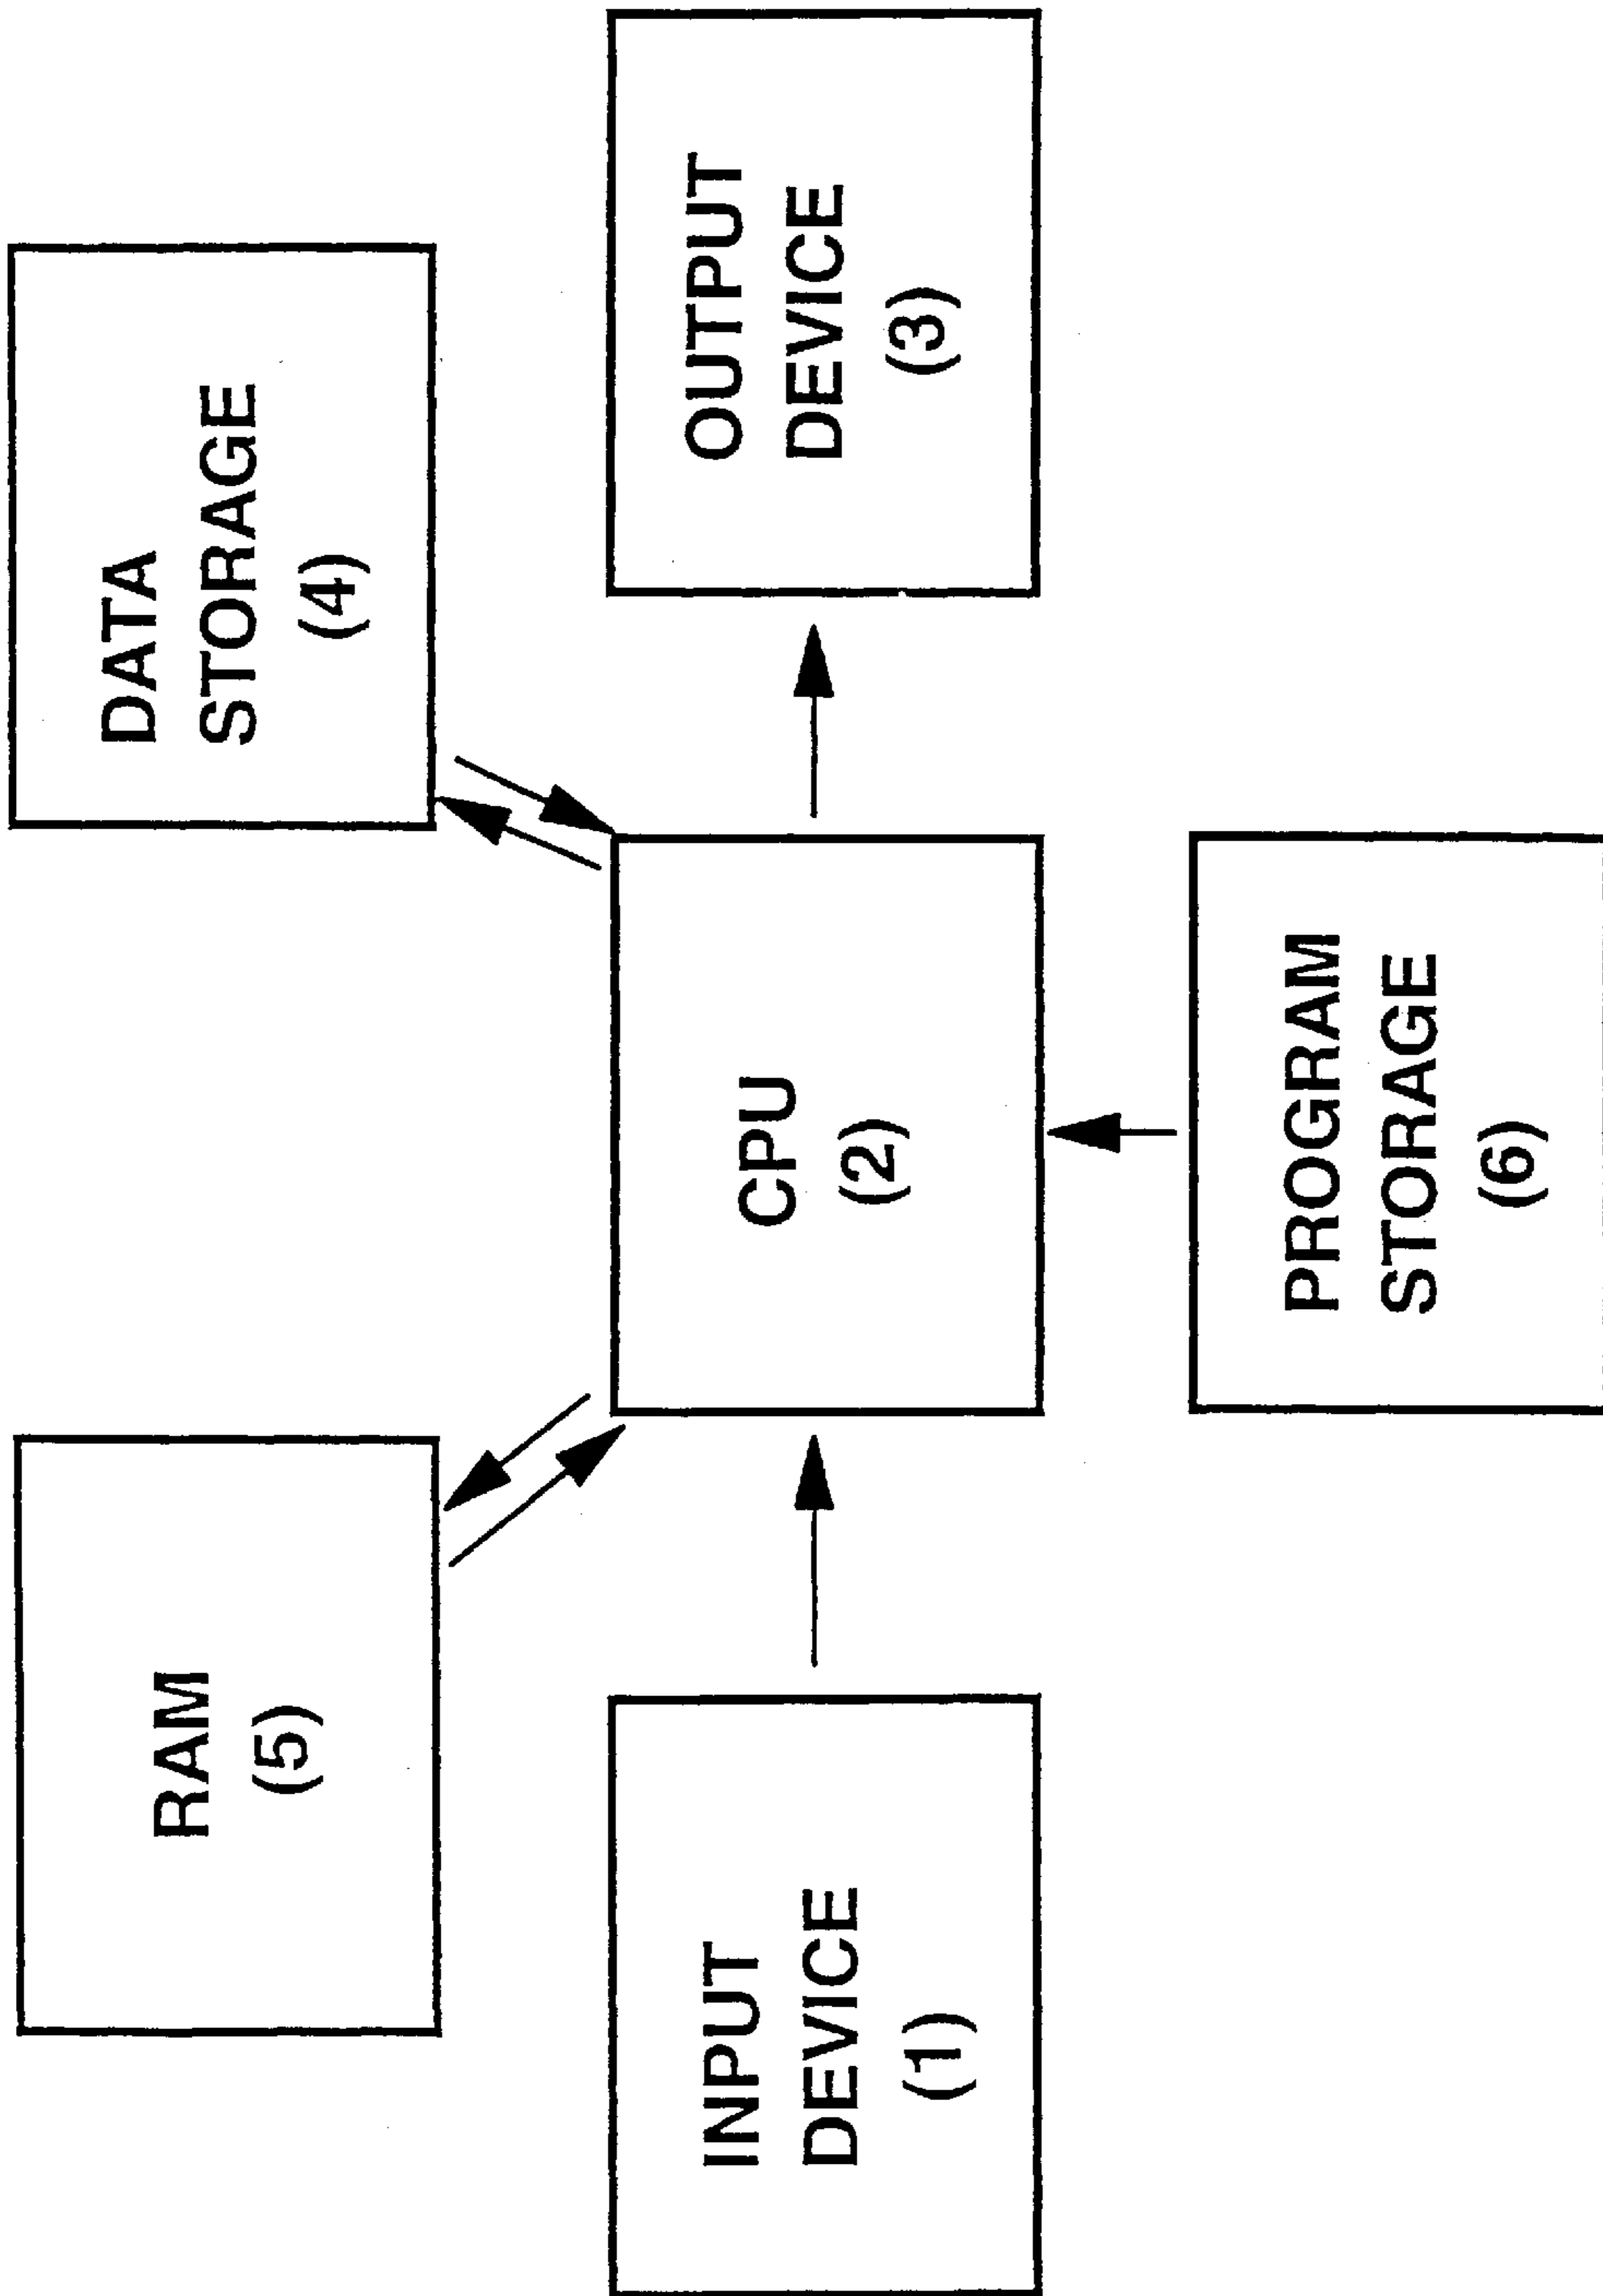 RAM
(5)
DATA
STORAGE
(4)
INPUT
DEVICE
(1)
CPU
(2)
OUTPUT
DEVICE
(3)
PROGRAM
STORAGE
(6)